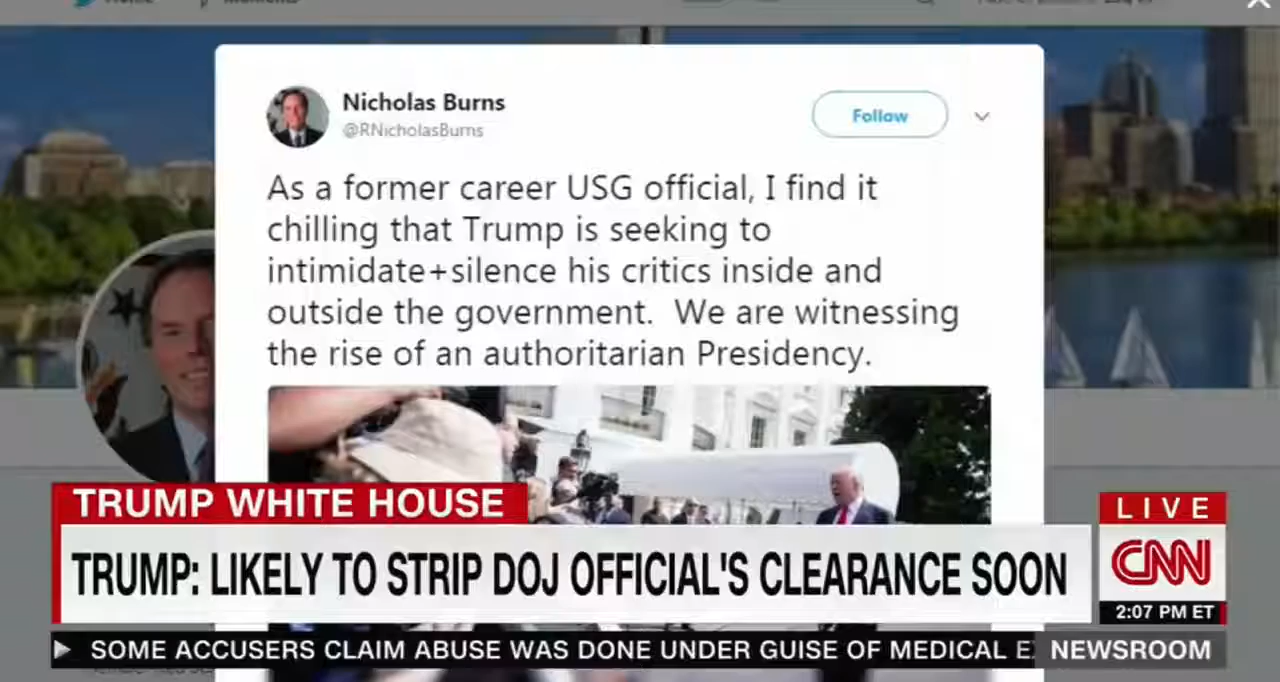 Nicholas Burns
@RNicholasBurns
Follow
As a former career USG official, I find it
chilling that Trump is seeking to
intimidate+silence his critics inside and
outside the government. We are witnessing
the rise of an authoritarian Presidency.
TRUMP WHITE HOUSE
TRUMP: LIKELY TO STRIP DOJ OFFICIAL'S CLEARANCE SOON
LIVE
CNN
2:07 PM ET
SOME ACCUSERS CLAIM ABUSE WAS DONE UNDER GUISE OF MEDICAL
NEWSROOM